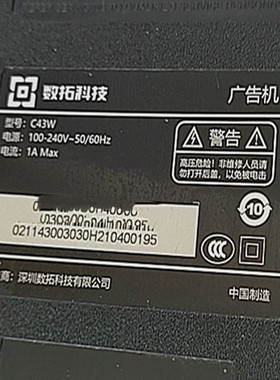 数拓科技
广告机
型号：C43W
电源：100-240V~50/60Hz
电流：1A Max
警告
高压危险！非维修人员请
勿打开后盖，以免被电击
10
021143003030H210400195
商：深圳数拓科技有限公司
中国制造